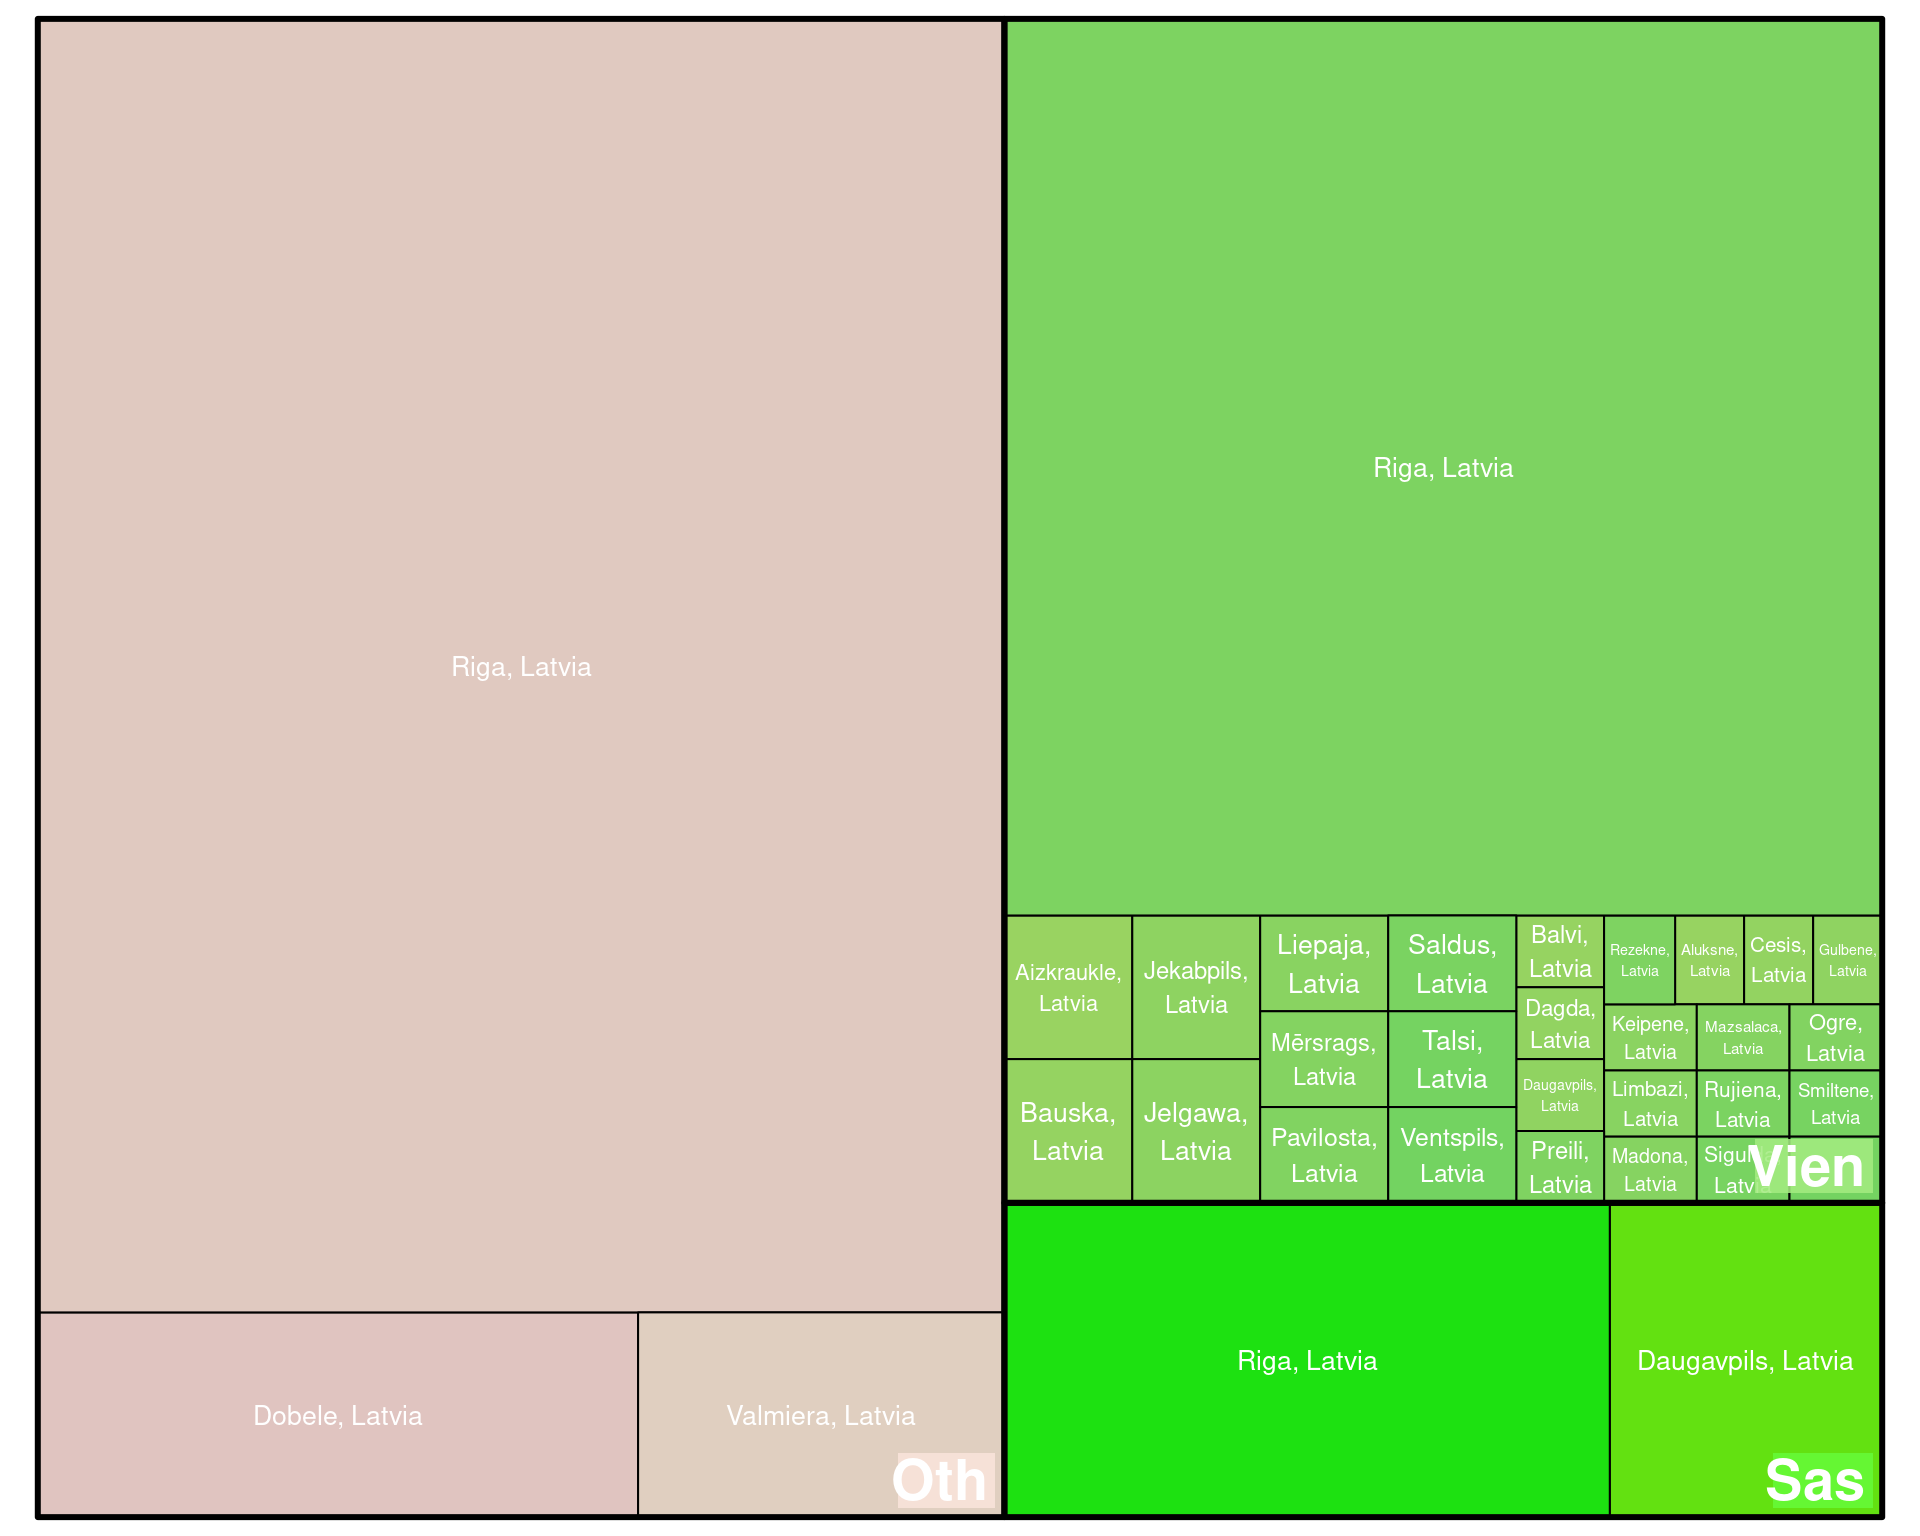 Riga, Latvia
Dobele, Latvia
Valmiera, Latvia
Oth
Riga, Latvia
Aizkraukle,
Latvia
Jekabpils,
Latvia
Liepaja,
Latvia
Saldus,
Latvia
Balvi,
Latvia
Rezekne,
Latvia
Aluksne,
Latvia
Cesis,
Latvia
Gulbene,
Latvia
Dagda,
Latvia
Keipene,
Latvia
Mazsalaca,
Latvia
Ogre,
Latvia
Mērsrags,
Latvia
Talsi,
Latvia
Bauska,
Latvia
Jelgawa,
Latvia
Daugavpils,
Latvia
Limbazi,
Latvia
Rujiena,
Latvia
Smiltene,
Latvia
Pavilosta,
Latvia
Ventspils,
Latvia
Preili,
Latvia
Madona,
Latvia
Vien
Riga, Latvia
Daugavpils, Latvia
Sas